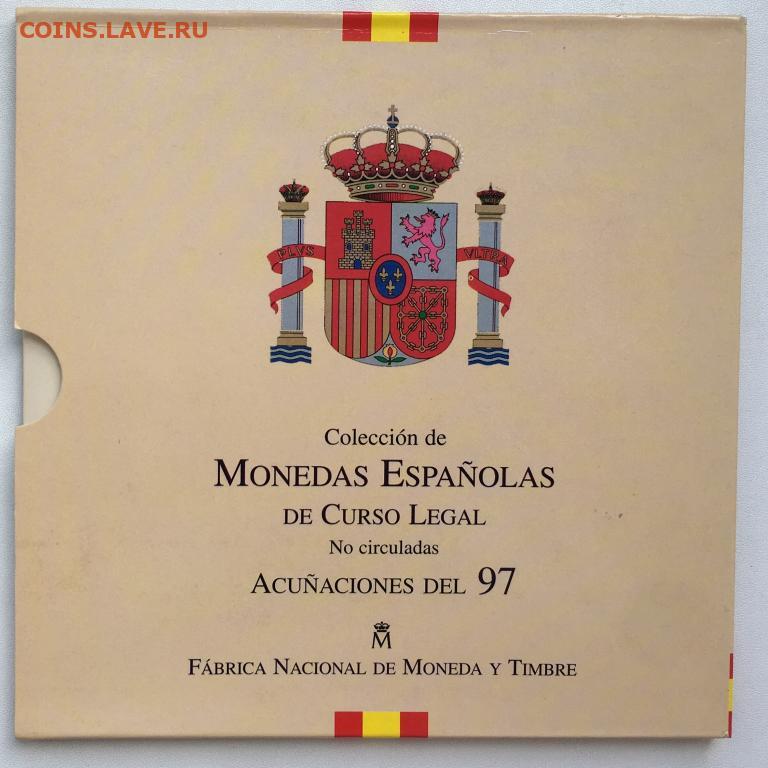 COINS.LAVE.RU
PLVS
VLTRA
Colección de
MONEDAS ESPAÑOLAS
DE CURSO LEGAL
No circuladas
ACUÑACIONES DEL 97
M
FÁBRICA NACIONAL DE MONEDA Y TIMBRE